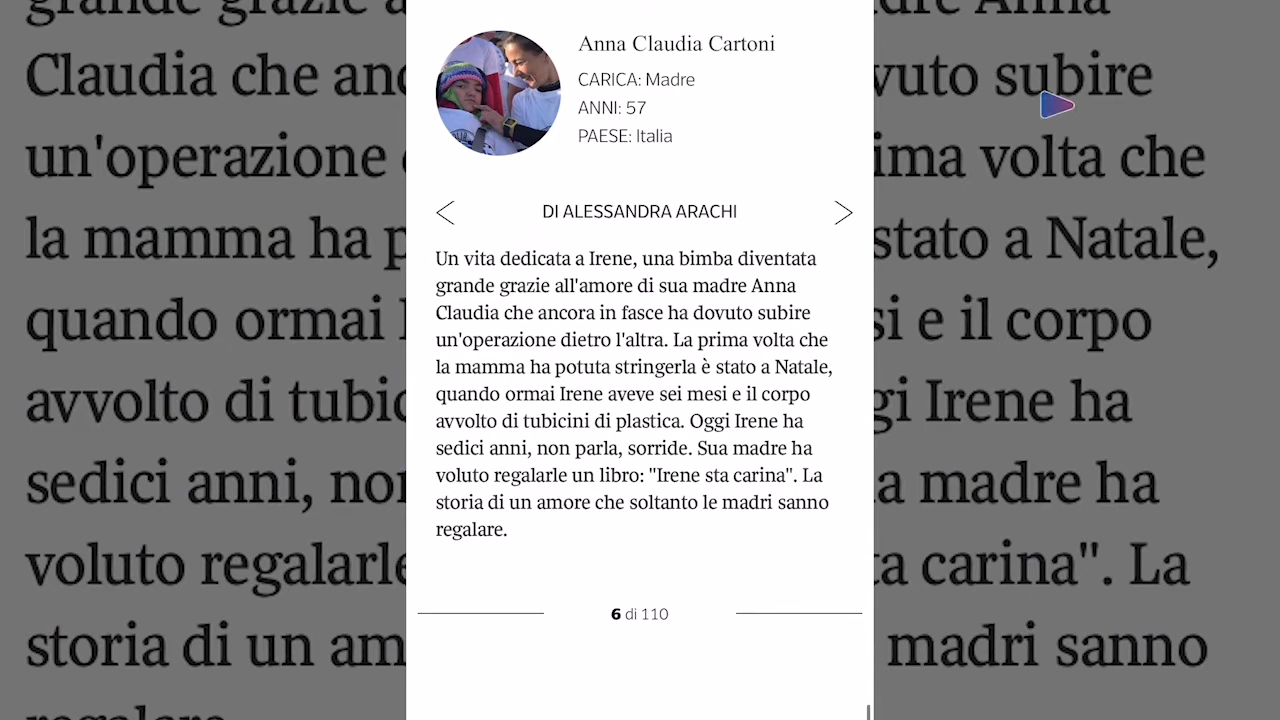 Anna Claudia Cartoni
CARICA: Madre
ANNI: 57
PAESE: Italia
DI ALESSANDRA ARACHI
Un vita dedicata a Irene, una bimba diventata
grande grazie all'amore di sua madre Anna
Claudia che ancora in fasce ha dovuto subire
un'operazione dietro l'altra. La prima volta che
la mamma ha potuta stringerla è stato a Natale,
quando ormai Irene aveve sei mesi e il corpo
avvolto di tubicini di plastica. Oggi Irene ha
sedici anni, non parla, sorride. Sua madre ha
voluto regalarle un libro: "Irene sta carina". La
storia di un amore che soltanto le madri sanno
regalare.
6 di 110